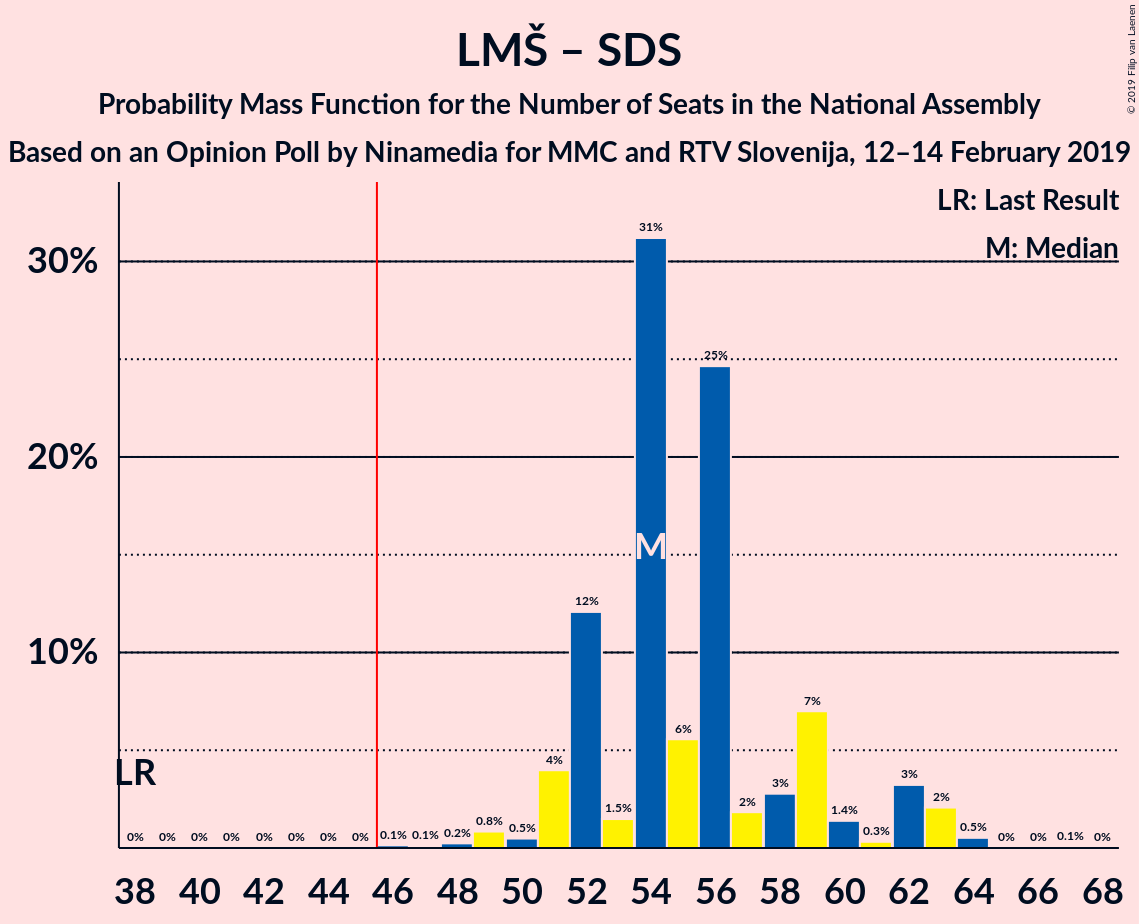 LMŠ – SDS
Probability Mass Function for the Number of Seats in the National Assembly
Based on an Opinion Poll by Ninamedia for MMC and RTV Slovenija, 12–14 February 2019
© 2019 Filip van Laenen
LR: Last Result
M: Median
30%
20%
10%
31%
25%
12%
7%
6%
4%
3%
3%
2%
2%
1.5%
1.4%
0% 0% 0% 0% 0% 0% 0% 0% 0.1% 0.1% 0.2% 0.8% 0.5% 0.3% 0.5% 0% 0% 0.1% 0%
M
LR
38 40 42 44 46 48 50 52 54 56 58 60 62 64 66 68